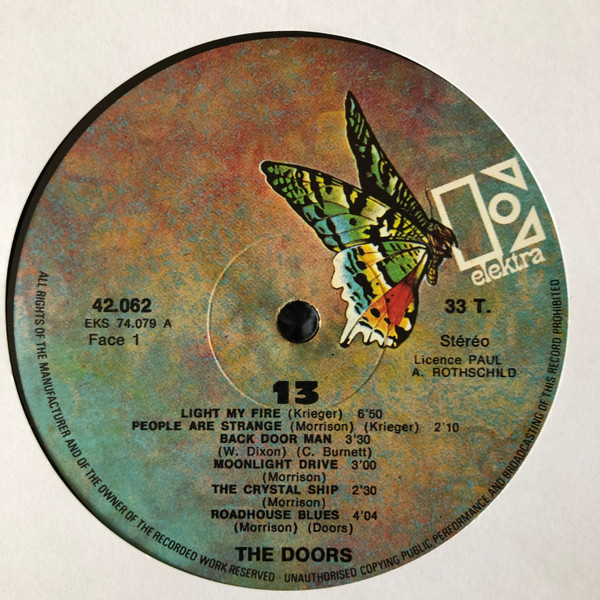 elektra
42.062
EKS 74.079 A
Face 1
33 T.
Stéréo
Licence PAUL
A. ROTHSCHILD
13
LIGHT MY FIRE (Krieger) 6'50
PEOPLE ARE STRANGE (Morrison) (Krieger) 2'10
BACK DOOR MAN 3'30
(W. Dixon) (C. Burnett)
MOONLIGHT DRIVE 3'00
(Morrison)
THE CRYSTAL SHIP 2'30
(Morrison)
ROADHOUSE BLUES 4'04
(Morrison) (Doors)
THE DOORS
ALL RIGHTS OF THE MANUFACTURER AND OF THE OWNER OF THE RECORDED WORK RESERVED · UNAUTHORISED COPYING PUBLIC PERFORMANCE AND BROADCASTING OF THIS RECORD PROHIBITED